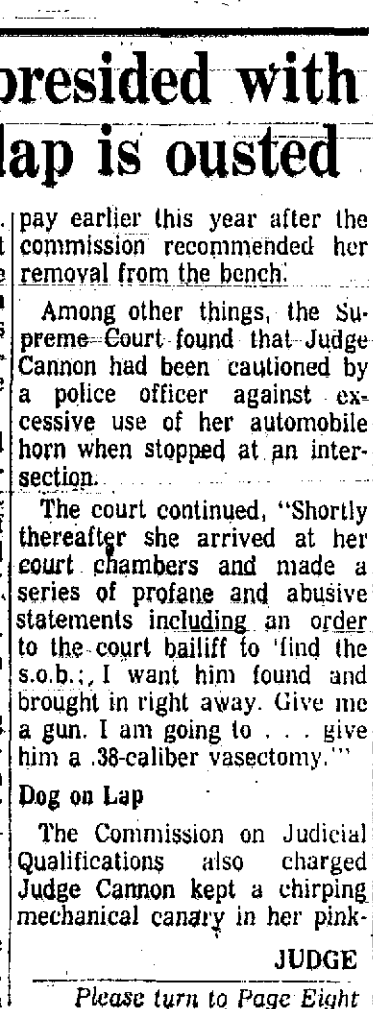 presided with
lap is ousted
pay earlier this year after the
commission recommended her
removal from the bench.
Among other things, the Su-
preme Court found that Judge
Cannon had been cautioned by
a police officer against ex-
cessive use of her automobile
horn when stopped at an inter-
section.
The court continued, “Shortly
thereafter she arrived at her
court chambers and made a
series of profane and abusive
statements including an order
to the court bailiff to ‘find the
s.o.b.; I want him found and
brought in right away. Give me
a gun. I am going to . . . give
him a .38-caliber vasectomy.’”
Dog on Lap
The Commission on Judicial
Qualifications also charged
Judge Cannon kept a chirping
mechanical canary in her pink-
JUDGE
Please turn to Page Eight